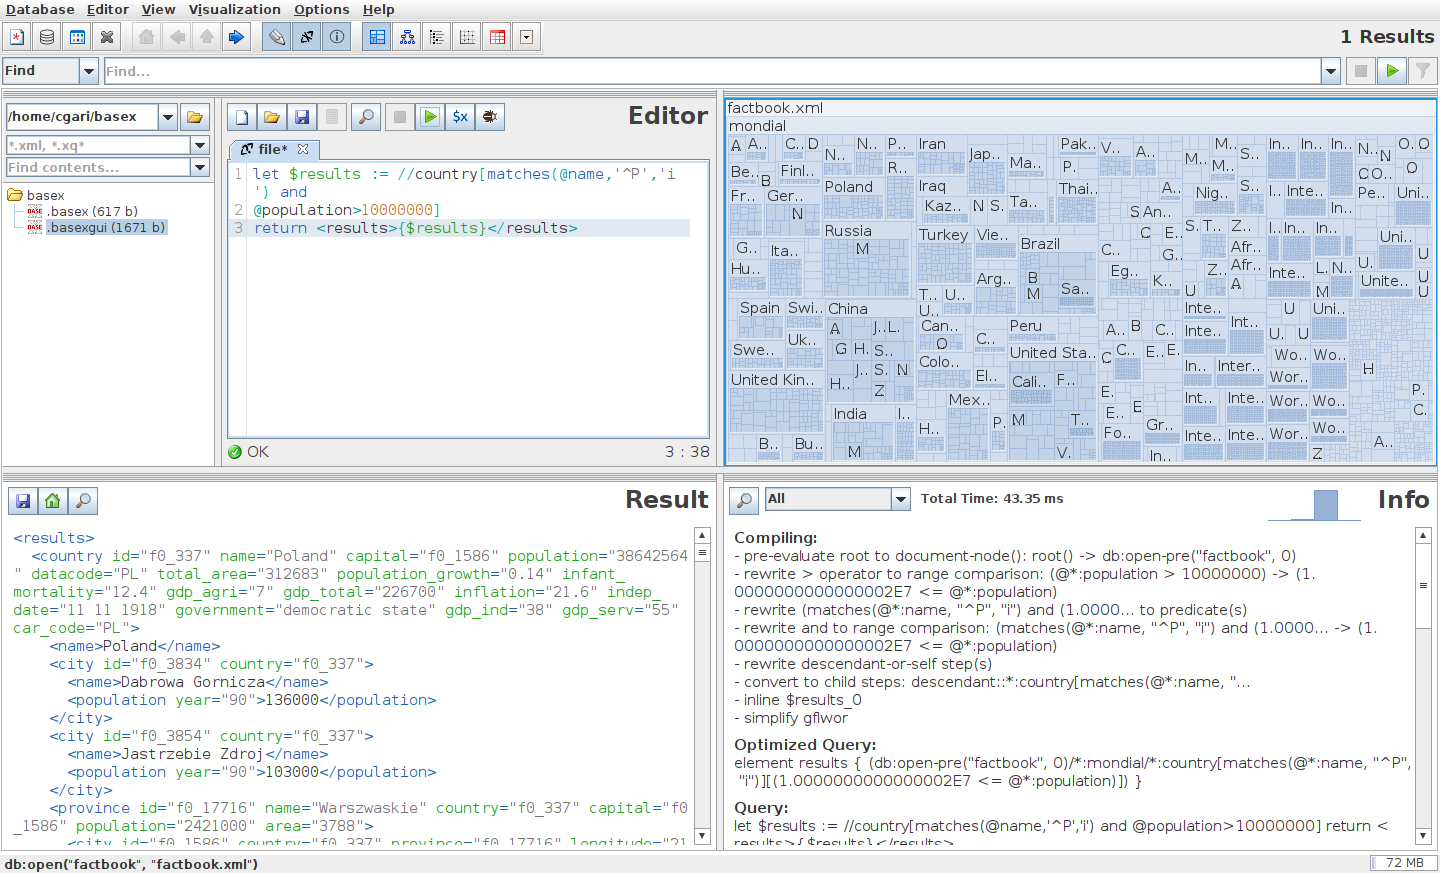 Database Editor View Visualization Options Help
1 Results
Find Find...
/home/cgari/basex
*.xml, *.xq*
Find contents...
basex
.basex (617 b)
.basexgui (1671 b)
Editor
$x
file*
1 let $results := //country[matches(@name,'^P','i
') and
2 @population>10000000]
3 return <results>{$results}</results>
OK 3 : 38
factbook.xml
mondial
A A.. C.. D N.. N.. P.. Iran Jap.. Pak.. V.. A.. M.. M.. S.. In.. In.. In.. N.. N.. O.. O
Be.. B Finl.. R.. Ma.. P..
Fr.. Ger.. Poland Iraq Thai.. A.. Nig.. S.. In.. Inte.. In.. Pe.. Uni..
N Kaz.. N S.. Ta.. S An..
Russia Turkey Vie.. Brazil C.. E.. S.. T.. Afr.. I.. In.. In.. Uni..
G.. Ita.. M C.. G.. Afr..
Hu.. Arg.. B Sa.. Eg.. K.. Z.. A Inte.. L.. N.. U.. Unite.. U
T.. U.. M U M U
Spain Swi.. China U.. Peru A.. B C.. Inte.. Int.. U Uni..
Uk.. A J.. L.. Can.. O C.. Inte.. U.. U
Swe.. G H.. S.. Colo.. United Sta.. C C.. E.. E.. Wo.. Wo..
United Kin.. J.. S.. N El.. Cali.. F.. In.. Inter.. Wor.. H
H.. Z Mex.. E.. E Int.. Inte.. Wor.. Wo.. P..
India I.. H.. P. M T.. E.. Gr.. C..
B.. Bu.. M V.. Fo.. In.. Inte.. Inte.. Wor.. Wo.. Z A..
Result
<results>
<country id="f0_337" name="Poland" capital="f0_1586" population="38642564
" datacode="PL" total_area="312683" population_growth="0.14" infant_
mortality="12.4" gdp_agri="7" gdp_total="226700" inflation="21.6" indep_
date="11 11 1918" government="democratic state" gdp_ind="38" gdp_serv="55"
car_code="PL">
<name>Poland</name>
<city id="f0_3834" country="f0_337">
<name>Dabrowa Gornicza</name>
<population year="90">136000</population>
</city>
<city id="f0_3854" country="f0_337">
<name>Jastrzebie Zdroj</name>
<population year="90">103000</population>
</city>
<province id="f0_17716" name="Warszwaskie" country="f0_337" capital="f0
_1586" population="2421000" area="3788">
<city id="f0_1586" country="f0_337" province="f0_17716" longitude="21
All Total Time: 43.35 ms Info
Compiling:
- pre-evaluate root to document-node(): root() -> db:open-pre("factbook", 0)
- rewrite > operator to range comparison: (@*:population > 10000000) -> (1.
0000000000000002E7 <= @*:population)
- rewrite (matches(@*:name, "^P", "i") and (1.0000... to predicate(s)
- rewrite and to range comparison: (matches(@*:name, "^P", "i") and (1.0000... -> (1.
0000000000000002E7 <= @*:population)
- rewrite descendant-or-self step(s)
- convert to child steps: descendant::*:country[matches(@*:name, "...
- inline $results_0
- simplify gflwor
Optimized Query:
element results { (db:open-pre("factbook", 0)/*:mondial/*:country[matches(@*:name, "^P",
"i")][(1.0000000000000002E7 <= @*:population)]) }
Query:
let $results := //country[matches(@name,'^P','i') and @population>10000000] return <
results>{$results}</results>
db:open("factbook", "factbook.xml") 72 MB